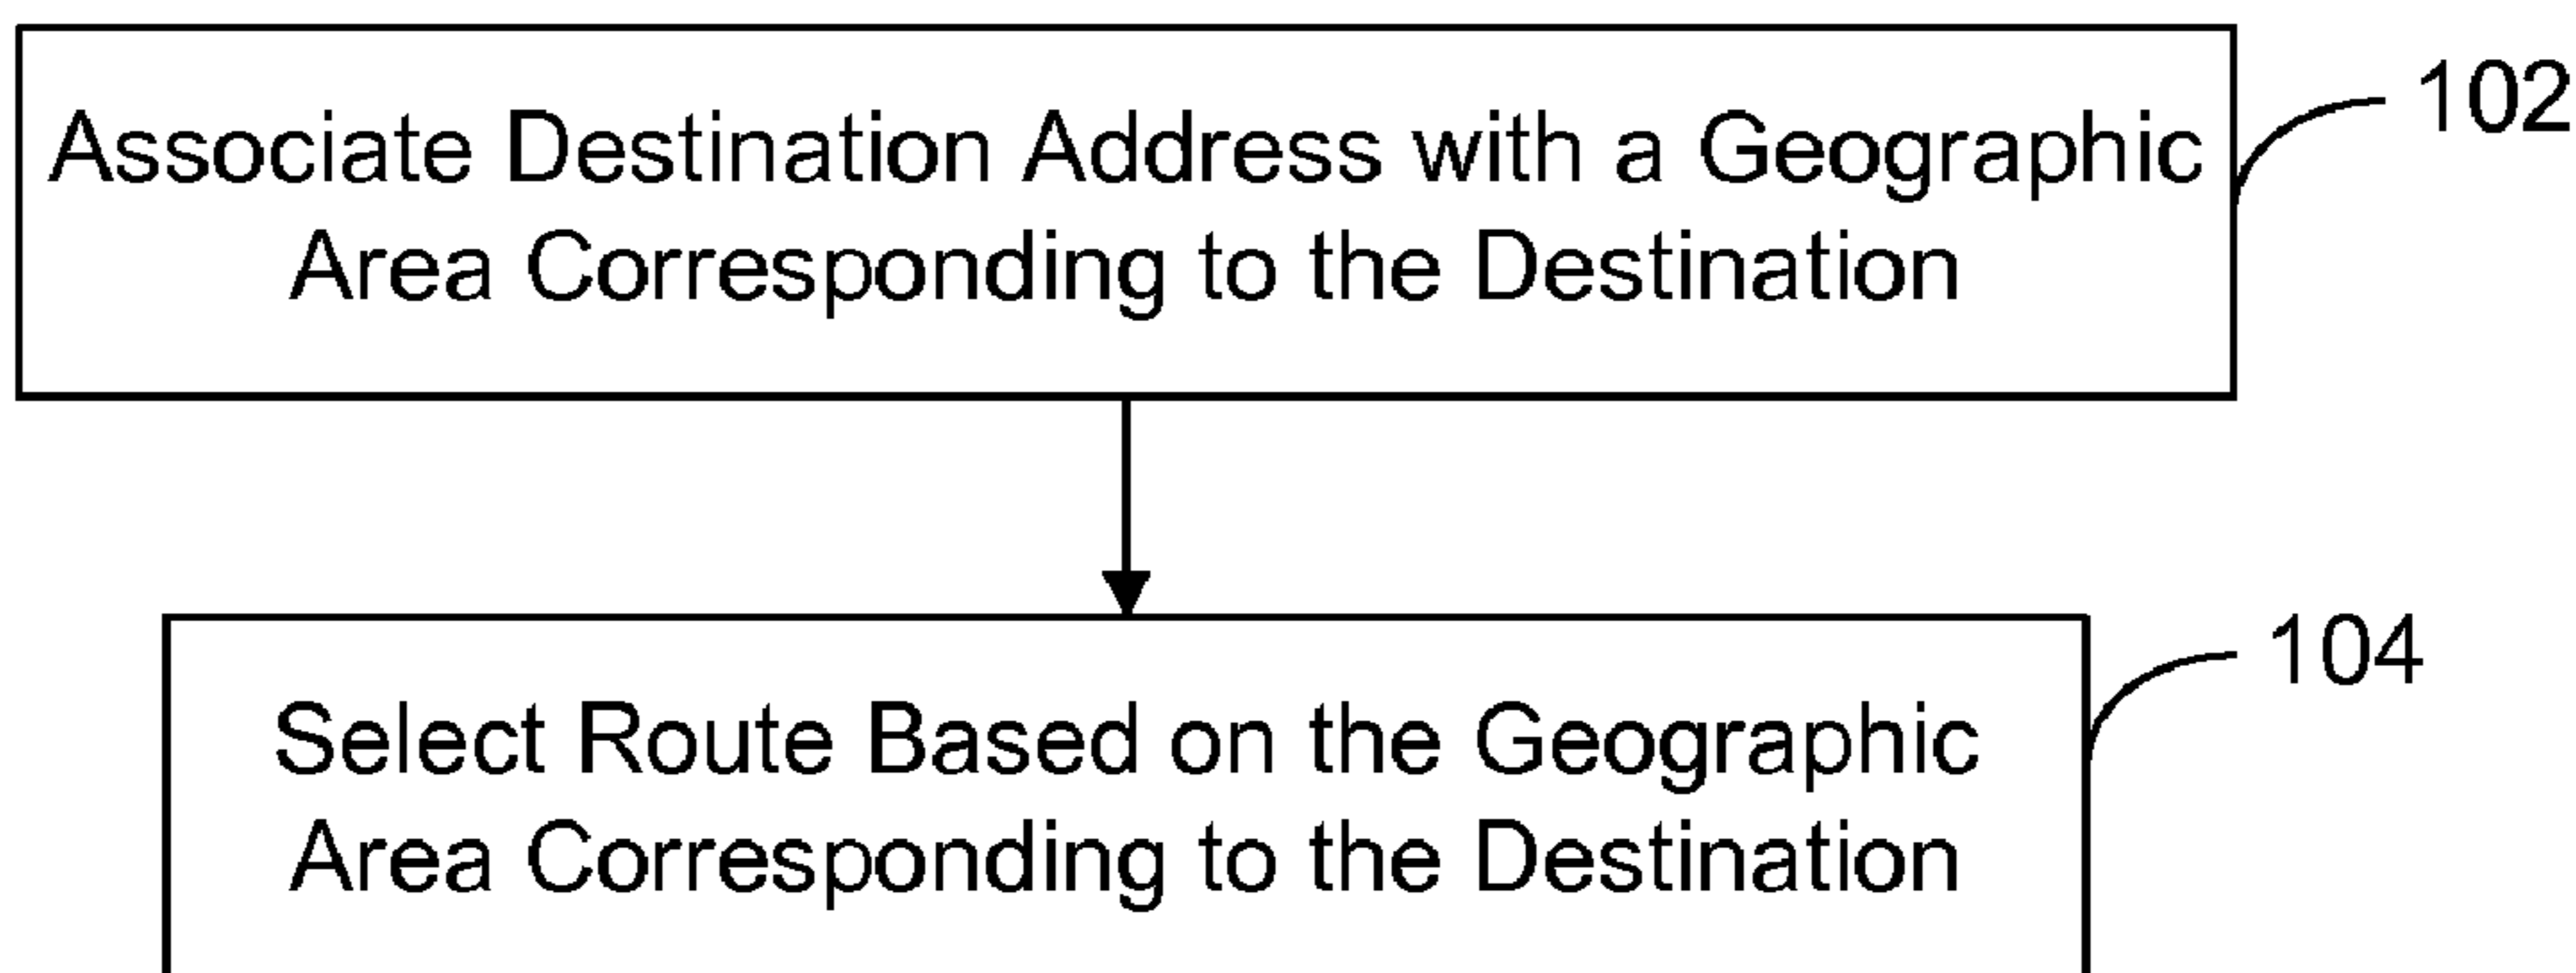 Associate Destination Address with a Geographic
Area Corresponding to the Destination
102
Select Route Based on the Geographic
Area Corresponding to the Destination
104